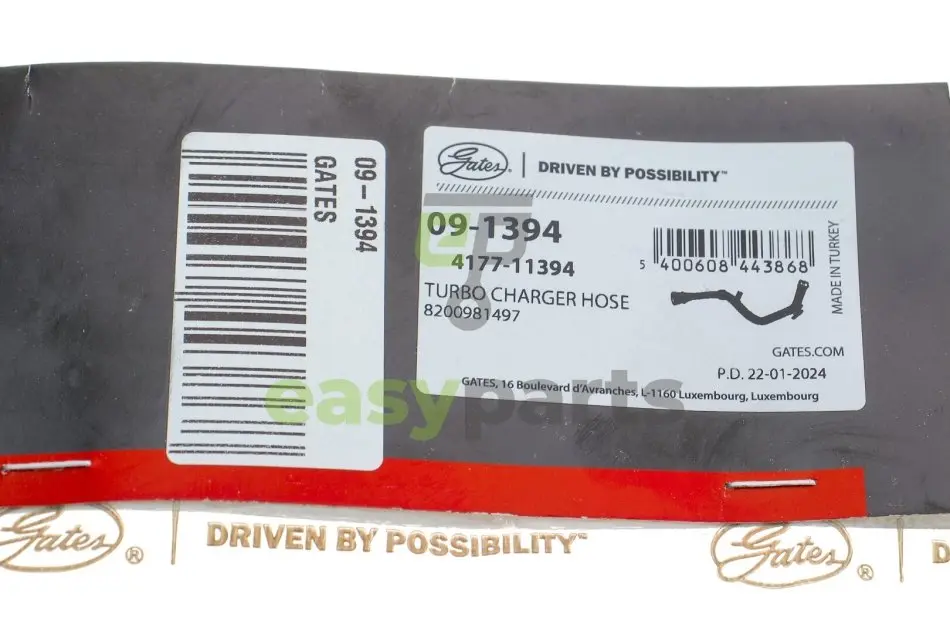 09-1394
GATES
Gates
DRIVEN BY POSSIBILITY™
09-1394
4177-11394
TURBO CHARGER HOSE
8200981497
5 400608 443868
MADE IN TURKEY
GATES.COM
P.D. 22-01-2024
GATES, 16 Boulevard d'Avranches, L-1160 Luxembourg, Luxembourg
ep
easyparts
Gates®
DRIVEN BY POSSIBILITY™
Gates®
D